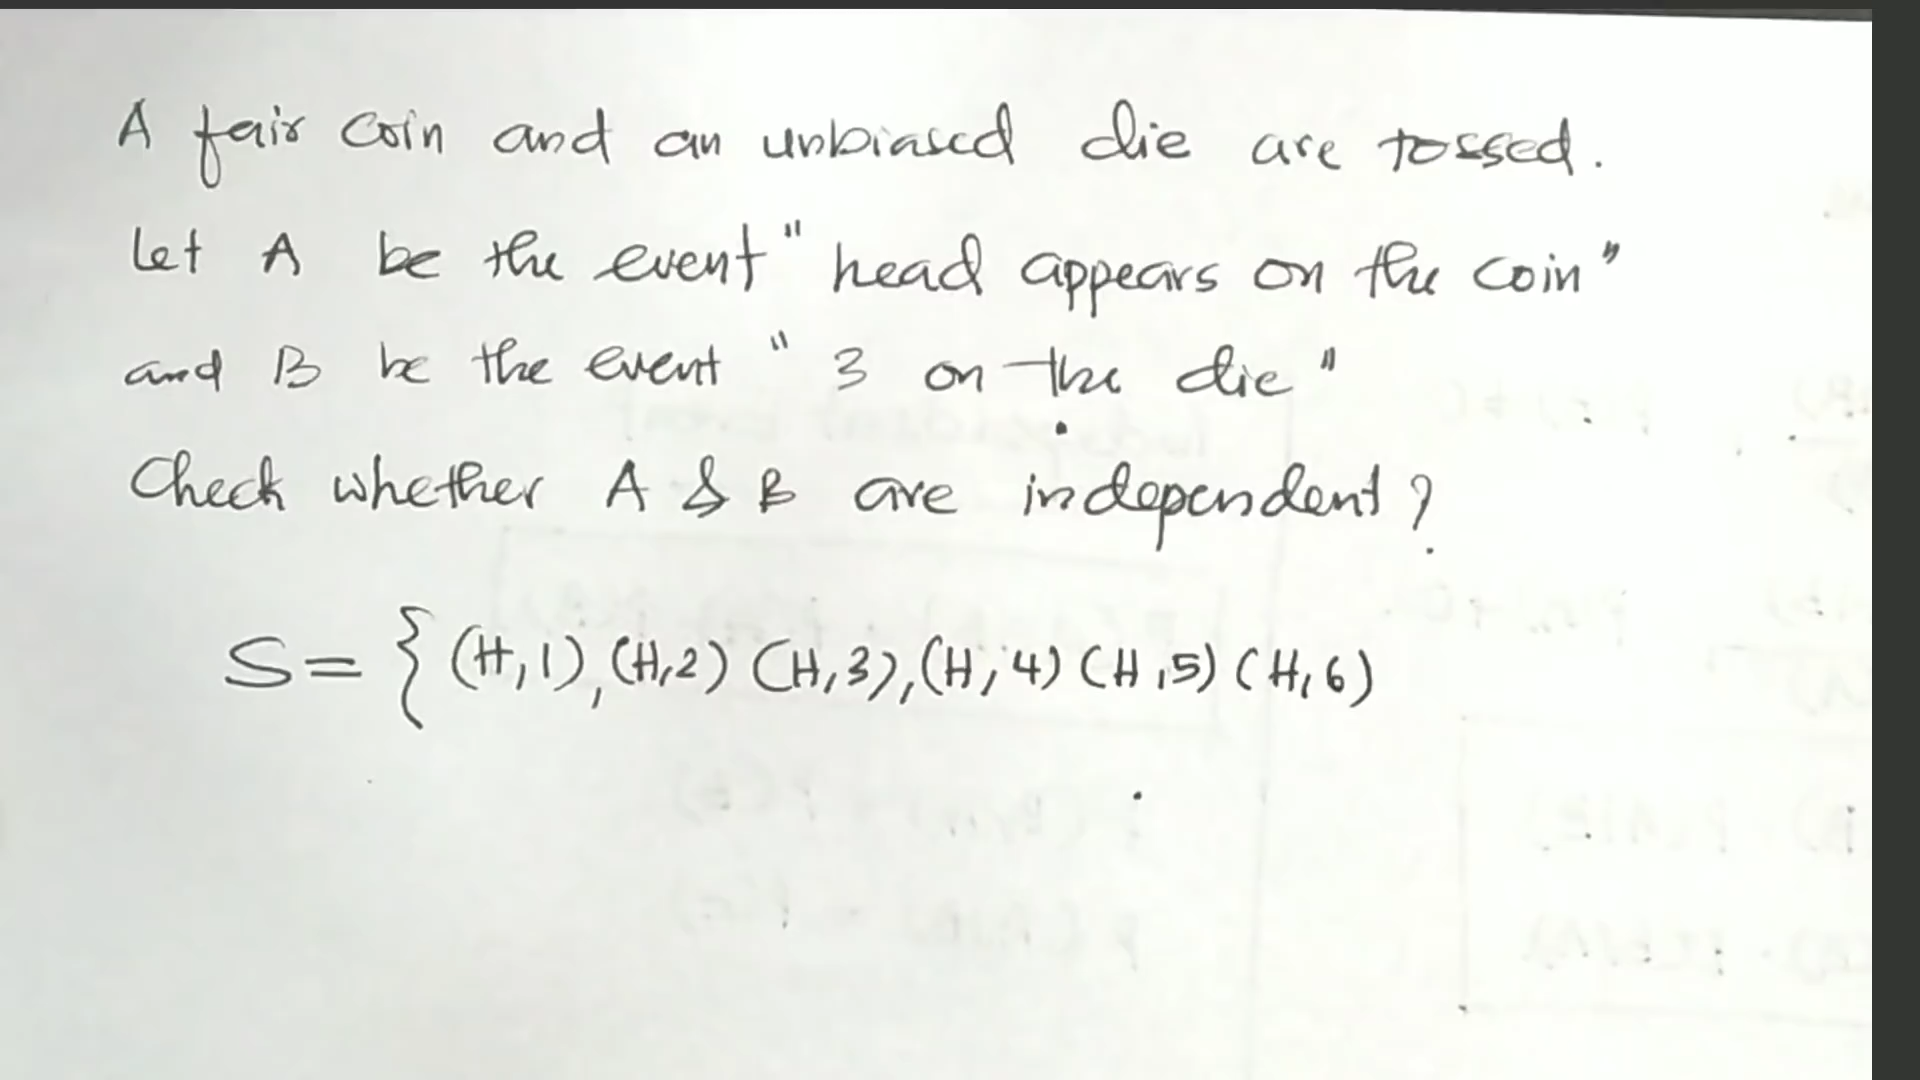 A fair coin and an unbiased die are tossed.
Let A be the event " head appears on the coin "
and B be the event " 3 on the die "
Check whether A & B are independent ?
S = { (H, 1), (H, 2) (H, 3), (H, 4) (H, 5) (H, 6)